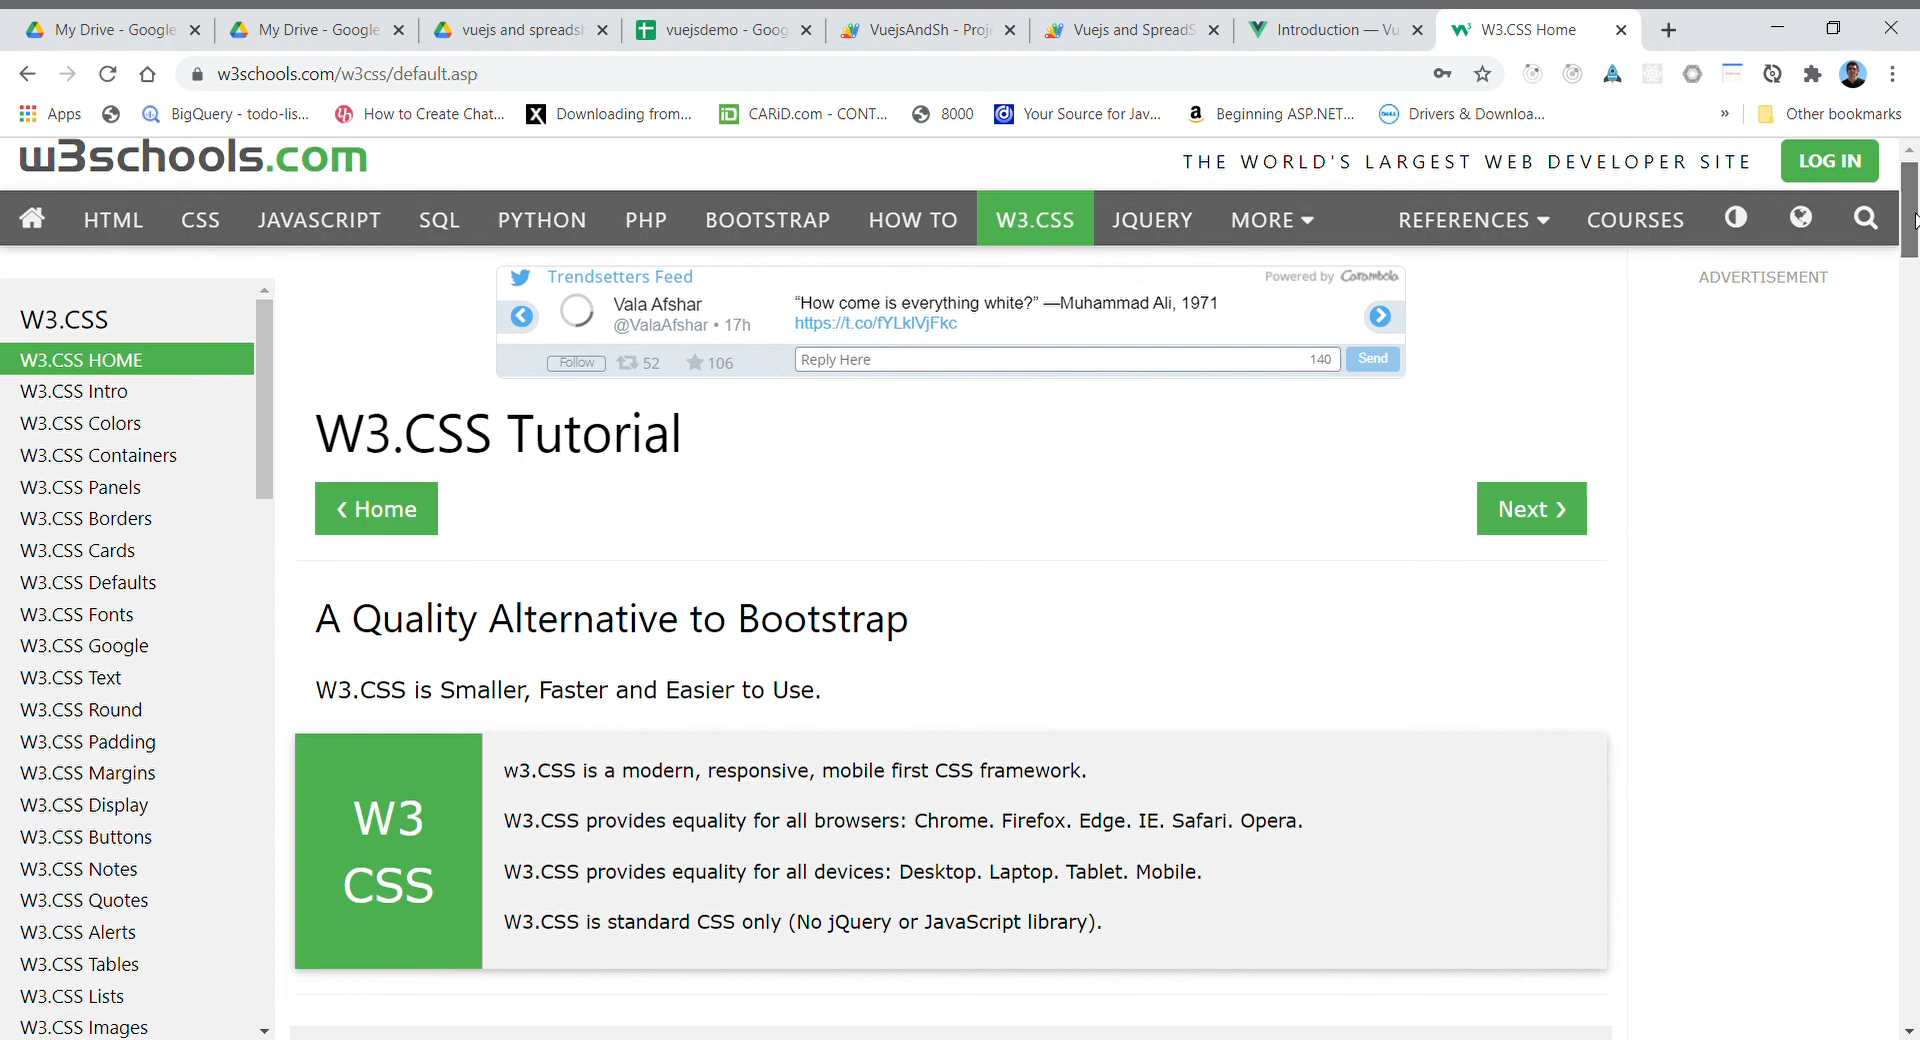 My Drive - Google
My Drive - Google
vuejs and spreads
vuejsdemo - Goog
VuejsAndSh - Proje
Vuejs and SpreadS
Introduction — Vu
W3.CSS Home
w3schools.com/w3css/default.asp
Apps
BigQuery - todo-lis...
How to Create Chat...
Downloading from...
CARiD.com - CONT...
8000
Your Source for Jav...
Beginning ASP.NET...
Drivers & Downloa...
»
Other bookmarks
w3schools.com
THE WORLD'S LARGEST WEB DEVELOPER SITE
LOG IN
HTML
CSS
JAVASCRIPT
SQL
PYTHON
PHP
BOOTSTRAP
HOW TO
W3.CSS
JQUERY
MORE
REFERENCES
COURSES
W3.CSS
W3.CSS HOME
W3.CSS Intro
W3.CSS Colors
W3.CSS Containers
W3.CSS Panels
W3.CSS Borders
W3.CSS Cards
W3.CSS Defaults
W3.CSS Fonts
W3.CSS Google
W3.CSS Text
W3.CSS Round
W3.CSS Padding
W3.CSS Margins
W3.CSS Display
W3.CSS Buttons
W3.CSS Notes
W3.CSS Quotes
W3.CSS Alerts
W3.CSS Tables
W3.CSS Lists
W3.CSS Images
Trendsetters Feed
Powered by Carambola
Vala Afshar
@ValaAfshar • 17h
“How come is everything white?” —Muhammad Ali, 1971
https://t.co/fYLklVjFkc
Follow
52
106
Reply Here
140
Send
ADVERTISEMENT
W3.CSS Tutorial
❮ Home
Next ❯
A Quality Alternative to Bootstrap
W3.CSS is Smaller, Faster and Easier to Use.
W3
CSS
w3.CSS is a modern, responsive, mobile first CSS framework.
W3.CSS provides equality for all browsers: Chrome. Firefox. Edge. IE. Safari. Opera.
W3.CSS provides equality for all devices: Desktop. Laptop. Tablet. Mobile.
W3.CSS is standard CSS only (No jQuery or JavaScript library).